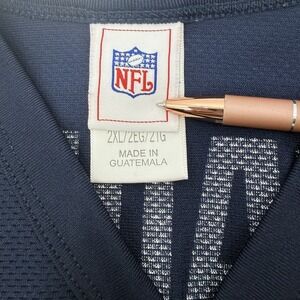 NFL
2XL/2EG/2TG
MADE IN
GUATEMALA